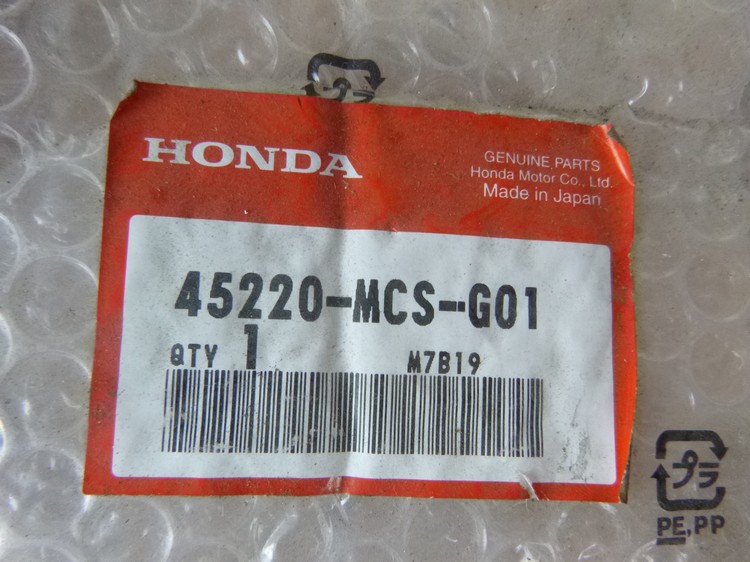 プラ
HONDA
GENUINE PARTS
Honda Motor Co., Ltd.
Made in Japan
45220-MCS-G01
QTY 1 M7B19
プラ
PE,PP